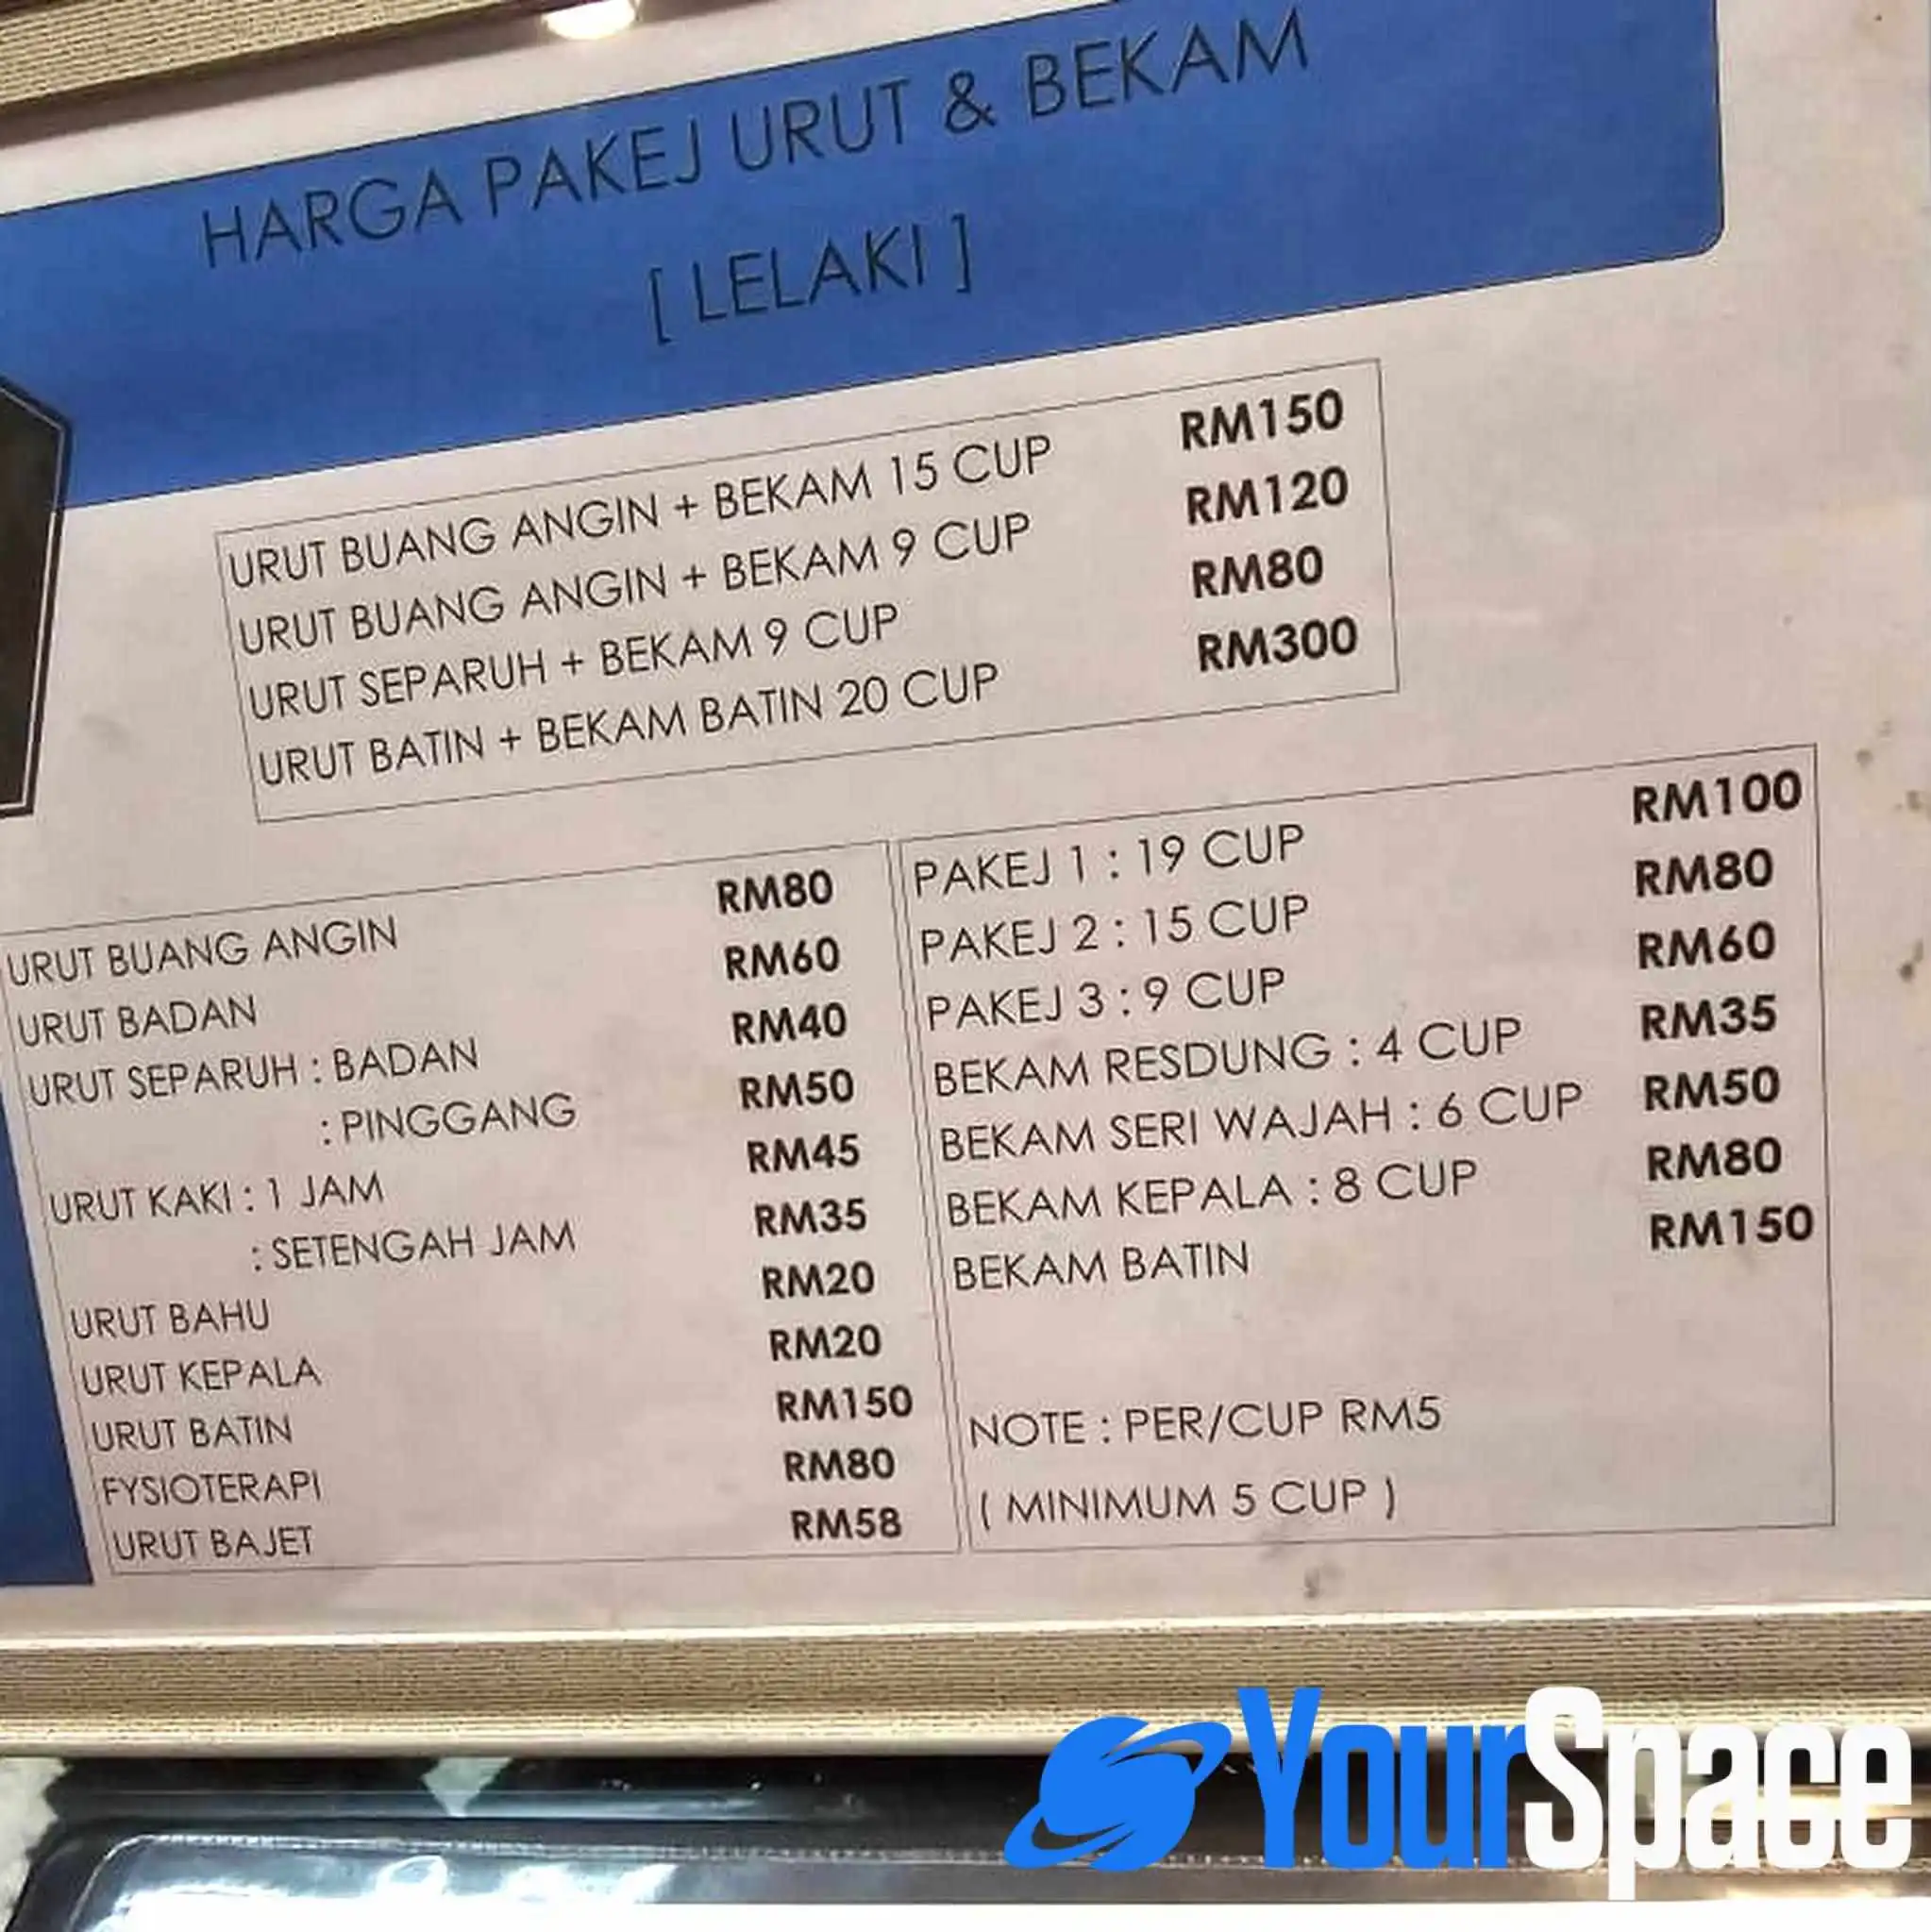 HARGA PAKEJ URUT & BEKAM
[ LELAKI ]
URUT BUANG ANGIN + BEKAM 15 CUP RM150
URUT BUANG ANGIN + BEKAM 9 CUP RM120
URUT SEPARUH + BEKAM 9 CUP RM80
URUT BATIN + BEKAM BATIN 20 CUP RM300
URUT BUANG ANGIN RM80
URUT BADAN RM60
URUT SEPARUH : BADAN RM40
: PINGGANG RM50
URUT KAKI : 1 JAM RM45
: SETENGAH JAM RM35
URUT BAHU RM20
URUT KEPALA RM20
URUT BATIN RM150
FYSIOTERAPI RM80
URUT BAJET RM58
PAKEJ 1 : 19 CUP RM100
PAKEJ 2 : 15 CUP RM80
PAKEJ 3 : 9 CUP RM60
BEKAM RESDUNG : 4 CUP RM35
BEKAM SERI WAJAH : 6 CUP RM50
BEKAM KEPALA : 8 CUP RM80
BEKAM BATIN RM150
NOTE : PER/CUP RM5
( MINIMUM 5 CUP )
YourSpace